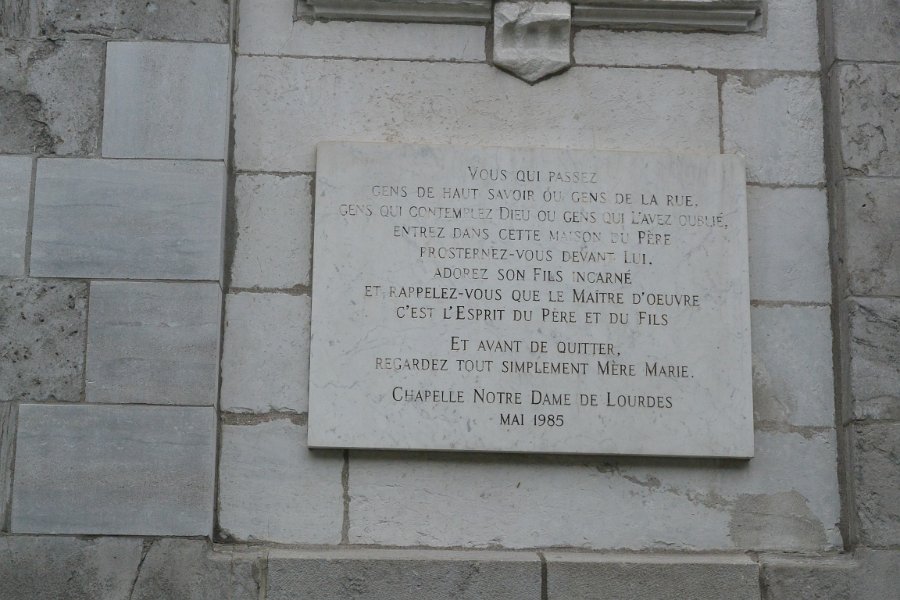 Vous qui passez
gens de haut savoir ou gens de la rue,
gens qui contemplez Dieu ou gens qui l'avez oublié,
entrez dans cette maison du Père
prosternez-vous devant Lui.
adorez son Fils incarné
et rappelez-vous que le Maître d'oeuvre
c'est l'Esprit du Père et du Fils
Et avant de quitter,
regardez tout simplement Mère Marie.
Chapelle Notre Dame de Lourdes
mai 1985